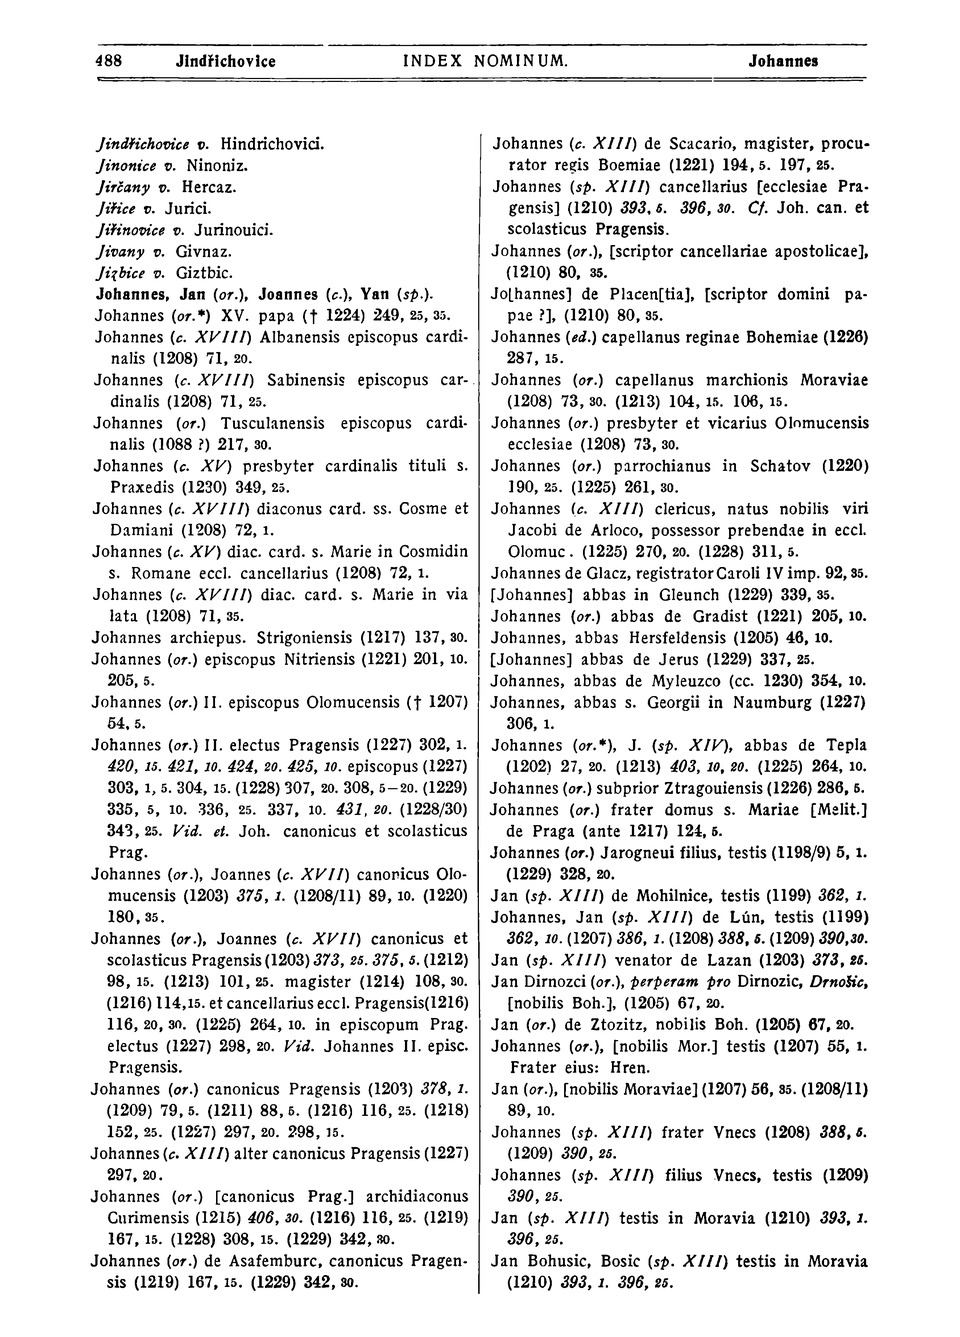 488 Jindřichovice INDEX NOMINUM. Johannes
Jindřichovice v. Hindrichovici.
Jinonice v. Ninoniz.
Jirčany v. Hercaz.
Jiřice v. Jurici.
Jiřinovice v. Jurinouici.
Jivany v. Givnaz.
Jizbice v. Giztbic.
Johannes, Jan (or.), Joannes (c.), Yan (sp.).
Johannes (or.*) XV. papa († 1224) 249, 25, 35.
Johannes (c. XVIII) Albanensis episcopus cardi-
nalis (1208) 71, 20.
Johannes (c. XVIII) Sabinensis episcopus car-
dinalis (1208) 71, 25.
Johannes (or.) Tusculanensis episcopus cardi-
nalis (1088 ?) 217, 30.
Johannes (c. XV) presbyter cardinalis tituli s.
Praxedis (1230) 349, 25.
Johannes (c. XVIII) diaconus card. ss. Cosme et
Damiani (1208) 72, 1.
Johannes (c. XV) diac. card. s. Marie in Cosmidin
s. Romane eccl. cancellarius (1208) 72, 1.
Johannes (c. XVIII) diac. card. s. Marie in via
lata (1208) 71, 35.
Johannes archiepus. Strigoniensis (1217) 137, 30.
Johannes (or.) episcopus Nitriensis (1221) 201, 10.
205, 5.
Johannes (or.) II. episcopus Olomucensis († 1207)
54, 5.
Johannes (or.) II. electus Pragensis (1227) 302, 1.
420, 15. 421, 10. 424, 20. 425, 10. episcopus (1227)
303, 1, 5. 304, 15. (1228) 307, 20. 308, 5–20. (1229)
335, 5, 10. 336, 25. 337, 10. 431, 20. (1228/30)
343, 25. Vid. et. Joh. canonicus et scolasticus
Prag.
Johannes (or.), Joannes (c. XVII) canonicus Olo-
mucensis (1203) 375, 1. (1208/11) 89, 10. (1220)
180, 35.
Johannes (or.), Joannes (c. XVII) canonicus et
scolasticus Pragensis (1203) 373, 25. 375, 5. (1212)
98, 15. (1213) 101, 25. magister (1214) 108, 30.
(1216) 114, 15. et cancellarius eccl. Pragensis (1216)
116, 20, 30. (1225) 264, 10. in episcopum Prag.
electus (1227) 298, 20. Vid. Johannes II. episc.
Pragensis.
Johannes (or.) canonicus Pragensis (1203) 378, 1.
(1209) 79, 5. (1211) 88, 5. (1216) 116, 25. (1218)
152, 25. (1227) 297, 20. 298, 15.
Johannes (c. XIII) alter canonicus Pragensis (1227)
297, 20.
Johannes (or.) [canonicus Prag.] archidiaconus
Curimensis (1215) 406, 30. (1216) 116, 25. (1219)
167, 15. (1228) 308, 15. (1229) 342, 30.
Johannes (or.) de Asafemburc, canonicus Pragen-
sis (1219) 167, 15. (1229) 342, 30.
Johannes (c. XIII) de Scacario, magister, procu-
rator regis Boemiae (1221) 194, 5. 197, 25.
Johannes (sp. XIII) cancellarius [ecclesiae Pra-
gensis] (1210) 393, 5. 396, 30. Cf. Joh. can. et
scolasticus Pragensis.
Johannes (or.), [scriptor cancellariae apostolicae],
(1210) 80, 35.
Jo[hannes] de Placen[tia], [scriptor domini pa-
pae ?], (1210) 80, 35.
Johannes (ed.) capellanus reginae Bohemiae (1226)
287, 15.
Johannes (or.) capellanus marchionis Moraviae
(1208) 73, 30. (1213) 104, 15. 106, 15.
Johannes (or.) presbyter et vicarius Olomucensis
ecclesiae (1208) 73, 30.
Johannes (or.) parrochianus in Schatov (1220)
190, 25. (1225) 261, 30.
Johannes (c. XIII) clericus, natus nobilis viri
Jacobi de Arloco, possessor prebendae in eccl.
Olomuc. (1225) 270, 20. (1228) 311, 5.
Johannes de Glacz, registrator Caroli IV imp. 92, 35.
[Johannes] abbas in Gleunch (1229) 339, 35.
Johannes (or.) abbas de Gradist (1221) 205, 10.
Johannes, abbas Hersfeldensis (1205) 46, 10.
[Johannes] abbas de Jerus (1229) 337, 25.
Johannes, abbas de Myleuzco (cc. 1230) 354, 10.
Johannes, abbas s. Georgii in Naumburg (1227)
306, 1.
Johannes (or.*), J. (sp. XIV), abbas de Tepla
(1202) 27, 20. (1213) 403, 10, 20. (1225) 264, 10.
Johannes (or.) subprior Ztragouiensis (1226) 286, 5.
Johannes (or.) frater domus s. Mariae [Melit.]
de Praga (ante 1217) 124, 5.
Johannes (or.) Jarogneui filius, testis (1198/9) 5, 1.
(1229) 328, 20.
Jan (sp. XIII) de Mohilnice, testis (1199) 362, 1.
Johannes, Jan (sp. XIII) de Lún, testis (1199)
362, 10. (1207) 386, 1. (1208) 388, 5. (1209) 390, 30.
Jan (sp. XIII) venator de Lazan (1203) 373, 25.
Jan Dirnozci (or.), perperam pro Dirnozic, Drnošic,
[nobilis Boh.], (1205) 67, 20.
Jan (or.) de Ztozitz, nobilis Boh. (1205) 67, 20.
Johannes (or.), [nobilis Mor.] testis (1207) 55, 1.
Frater eius: Hren.
Jan (or.), [nobilis Moraviae] (1207) 56, 35. (1208/11)
89, 10.
Johannes (sp. XIII) frater Vnecs (1208) 388, 5.
(1209) 390, 25.
Johannes (sp. XIII) filius Vnecs, testis (1209)
390, 25.
Jan (sp. XIII) testis in Moravia (1210) 393, 1.
396, 25.
Jan Bohusic, Bosic (sp. XIII) testis in Moravia
(1210) 393, 1. 396, 25.